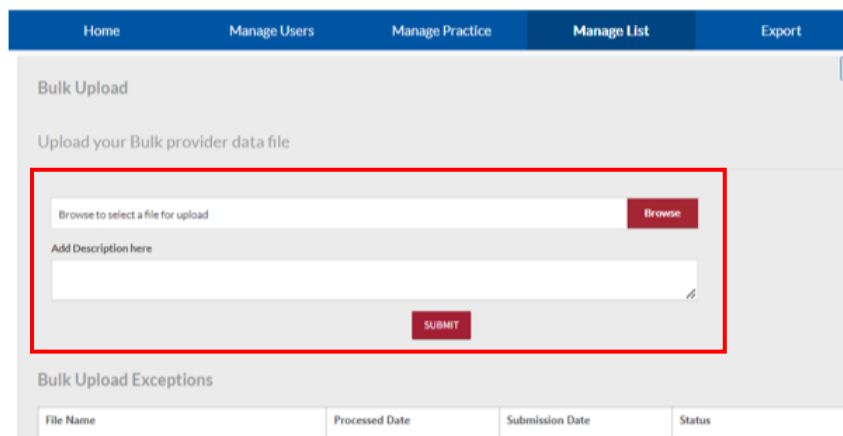 Home Manage Users Manage Practice Manage List Export
Bulk Upload
Upload your Bulk provider data file
Browse to select a file for upload Browse
Add Description here
SUBMIT
Bulk Upload Exceptions
File Name Processed Date Submission Date Status